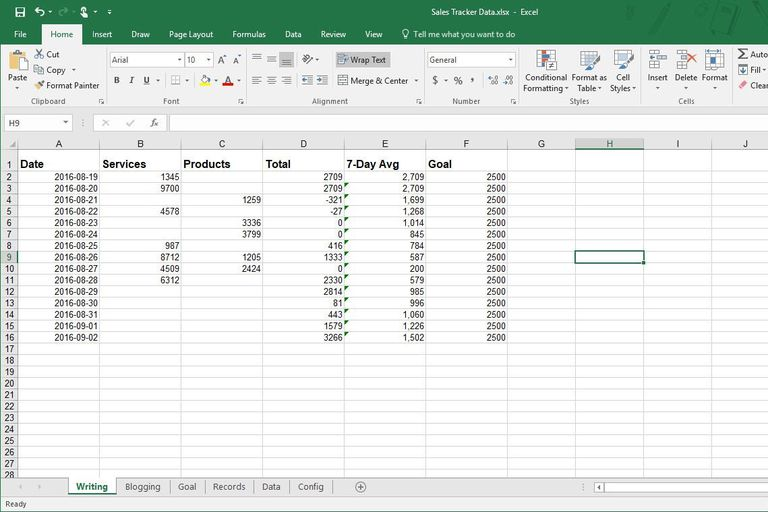 Sales Tracker Data.xlsx - Excel
File Home Insert Draw Page Layout Formulas Data Review View Tell me what you want to do
Cut
Copy
Format Painter
Paste
Clipboard
Arial 10 A A
B I U A
Font
Wrap Text
Merge & Center
Alignment
General
$ % ,
Number
Conditional Formatting
Format as Table
Cell Styles
Styles
Insert Delete Format
Cells
Auto
Fill
Clear
H9 fx
A B C D E F G H I J
1 Date Services Products Total 7-Day Avg Goal
2 2016-08-19 1345 2709 2,709 2500
3 2016-08-20 9700 2709 2,709 2500
4 2016-08-21 1259 -321 1,699 2500
5 2016-08-22 4578 -27 1,268 2500
6 2016-08-23 3336 0 1,014 2500
7 2016-08-24 3799 0 845 2500
8 2016-08-25 987 416 784 2500
9 2016-08-26 8712 1205 1333 587 2500
10 2016-08-27 4509 2424 0 200 2500
11 2016-08-28 6312 2330 579 2500
12 2016-08-29 2814 985 2500
13 2016-08-30 81 996 2500
14 2016-08-31 443 1,060 2500
15 2016-09-01 1579 1,226 2500
16 2016-09-02 3266 1,502 2500
17
18
19
20
21
22
23
24
25
26
27
28
Writing Blogging Goal Records Data Config
Ready